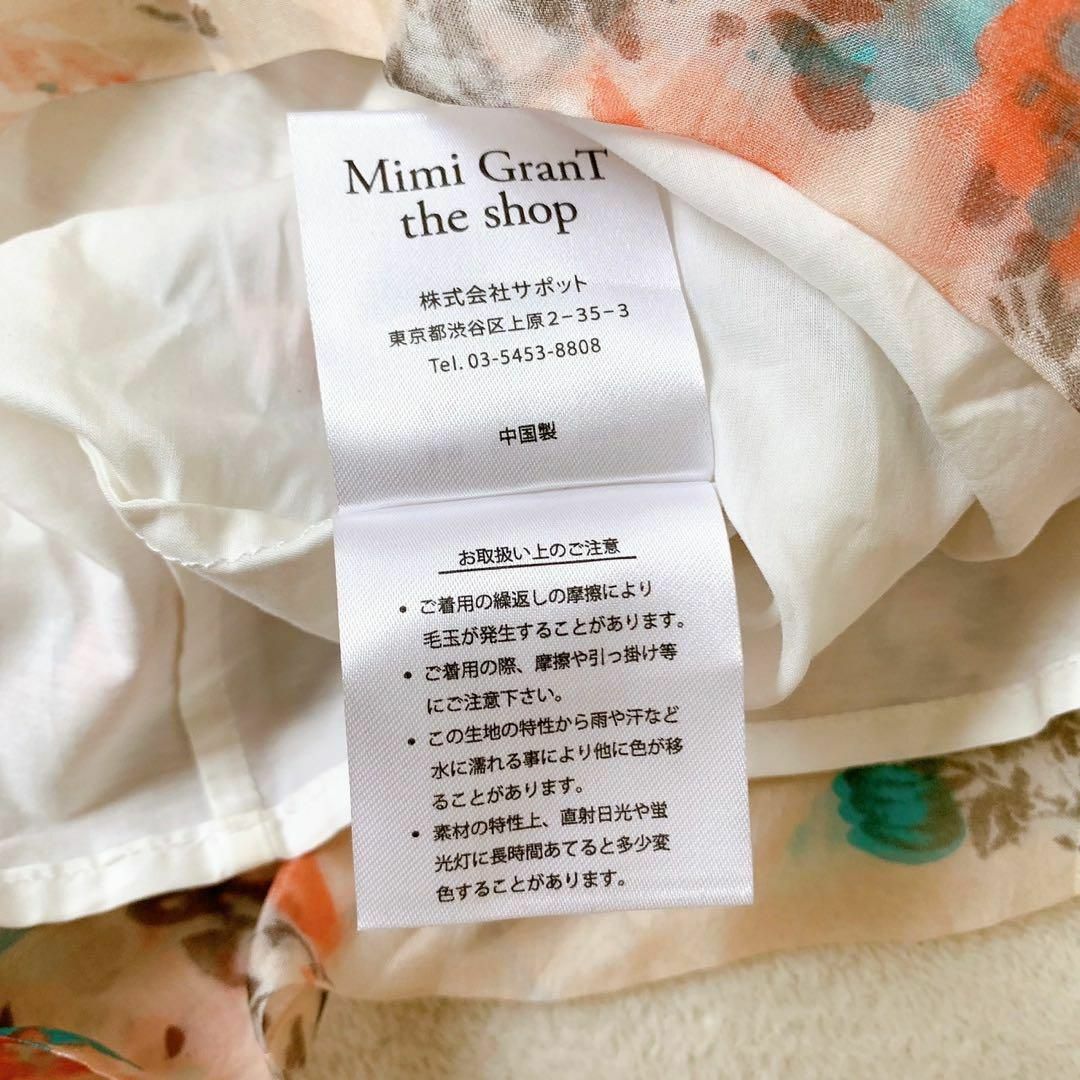 Mimi GranT
the shop
株式会社サポット
東京都渋谷区上原2-35-3
Tel. 03-5453-8808
中国製
お取扱い上のご注意
• ご着用の繰返しの摩擦により
毛玉が発生することがあります。
• ご着用の際、摩擦や引っ掛け等
にご注意下さい。
• この生地の特性から雨や汗など
水に濡れる事により他に色が移
ることがあります。
• 素材の特性上、直射日光や蛍
光灯に長時間あてると多少変
色することがあります。